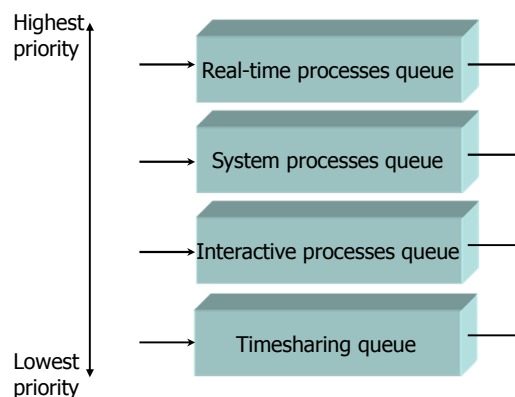 Highest
priority
Real-time processes queue
System processes queue
Interactive processes queue
Timesharing queue
Lowest
priority